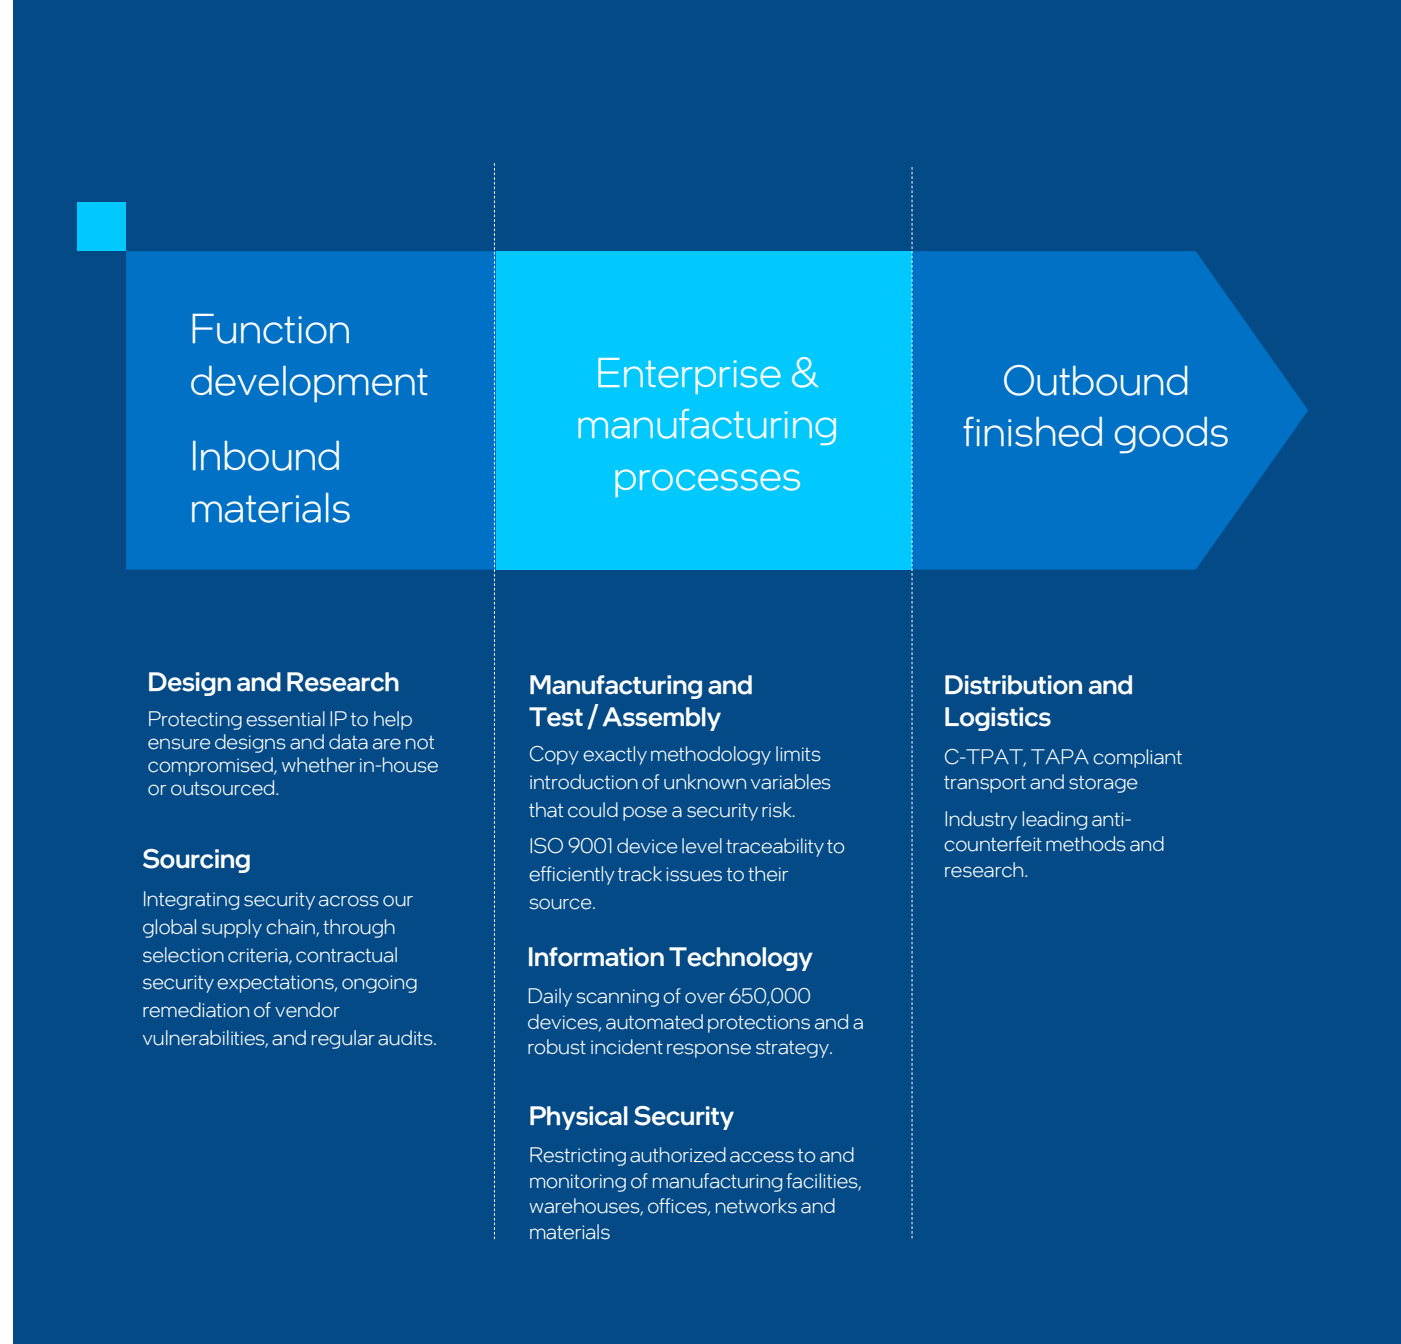 Function
development
Inbound
materials
Enterprise &
manufacturing
processes
Outbound
finished goods
Design and Research
Protecting essential IP to help
ensure designs and data are not
compromised, whether in-house
or outsourced.
Sourcing
Integrating security across our
global supply chain, through
selection criteria, contractual
security expectations, ongoing
remediation of vendor
vulnerabilities, and regular audits.
Manufacturing and
Test / Assembly
Copy exactly methodology limits
introduction of unknown variables
that could pose a security risk.
ISO 9001 device level traceability to
efficiently track issues to their
source.
Information Technology
Daily scanning of over 650,000
devices, automated protections and a
robust incident response strategy.
Physical Security
Restricting authorized access to and
monitoring of manufacturing facilities,
warehouses, offices, networks and
materials
Distribution and
Logistics
C-TPAT, TAPA compliant
transport and storage
Industry leading anti-
counterfeit methods and
research.